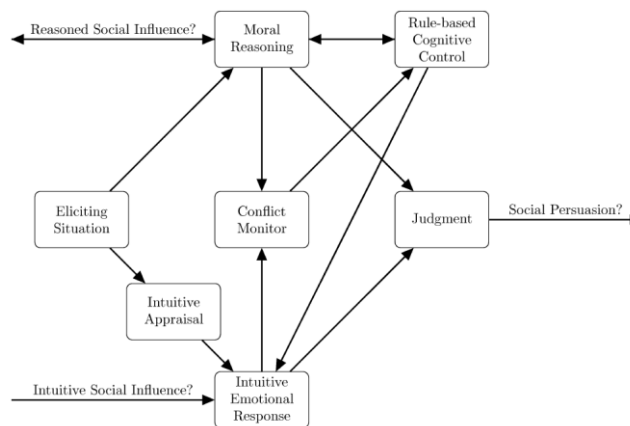 Reasoned Social Influence?
Moral
Reasoning
Rule-based
Cognitive
Control
Eliciting
Situation
Conflict
Monitor
Judgment
Social Persuasion?
Intuitive
Appraisal
Intuitive Social Influence?
Intuitive
Emotional
Response